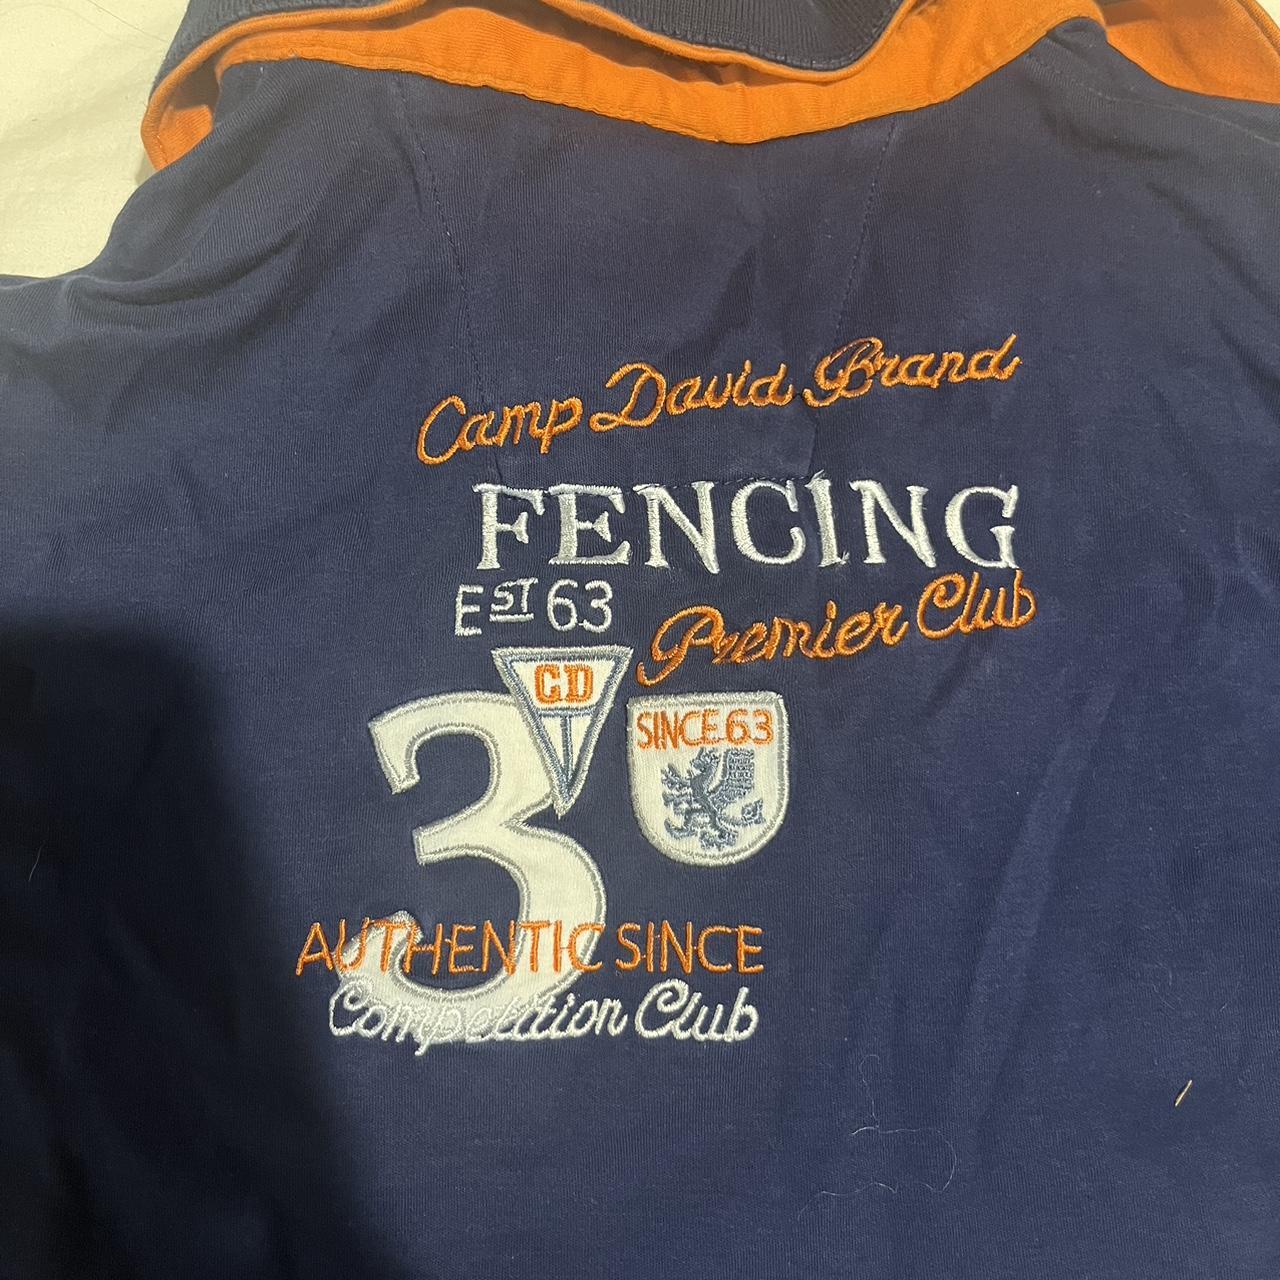 Camp David Brand
FENCING
EST 63
Premier Club
CD
SINCE.63
3
AUTHENTIC SINCE
Competition Club